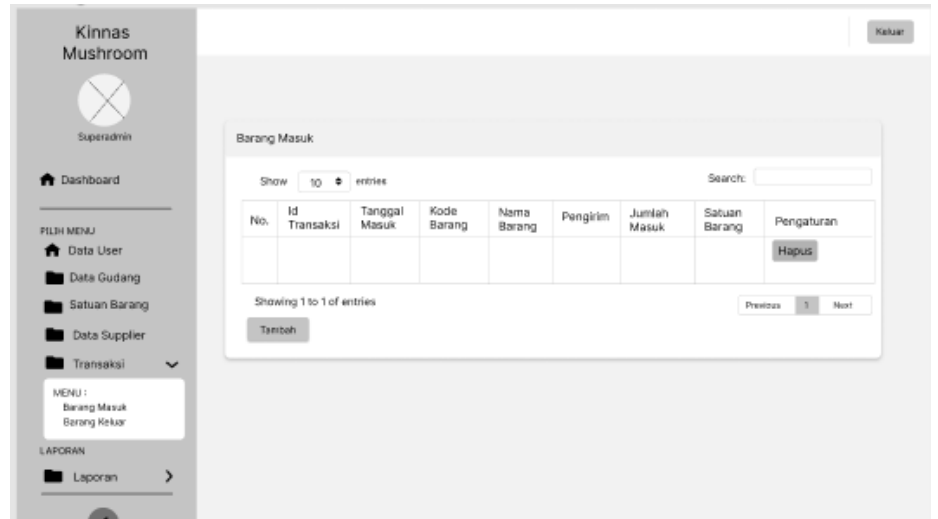 Kinnas
Mushroom
Superadmin
Dashboard
PILIH MENU
Data User
Data Gudang
Satuan Barang
Data Supplier
Transaksi
MENU :
Barang Masuk
Barang Keluar
LAPORAN
Laporan
Keluar
Barang Masuk
Show 10 entries
Search:
No. Id Transaksi Tanggal Masuk Kode Barang Nama Barang Pengirim Jumlah Masuk Satuan Barang Pengaturan
Hapus
Showing 1 to 1 of entries
Previous 1 Next
Tambah